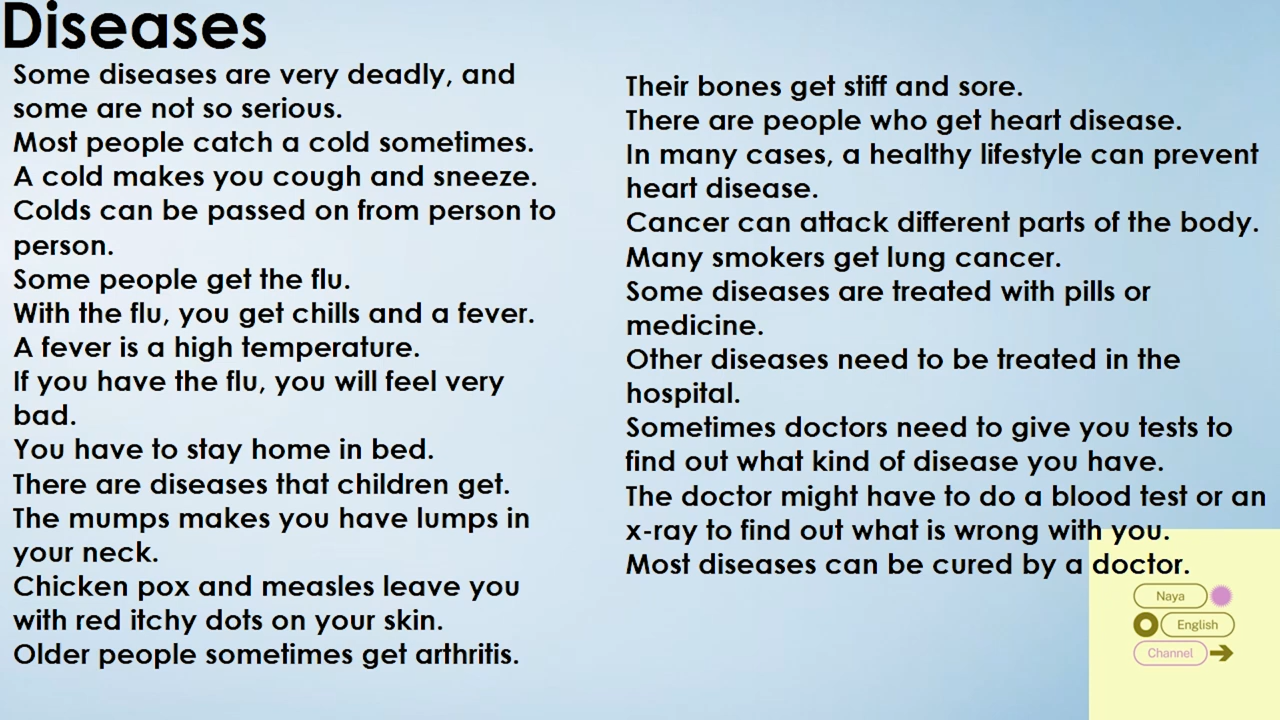 Diseases
Some diseases are very deadly, and
some are not so serious.
Most people catch a cold sometimes.
A cold makes you cough and sneeze.
Colds can be passed on from person to
person.
Some people get the flu.
With the flu, you get chills and a fever.
A fever is a high temperature.
If you have the flu, you will feel very
bad.
You have to stay home in bed.
There are diseases that children get.
The mumps makes you have lumps in
your neck.
Chicken pox and measles leave you
with red itchy dots on your skin.
Older people sometimes get arthritis.
Their bones get stiff and sore.
There are people who get heart disease.
In many cases, a healthy lifestyle can prevent
heart disease.
Cancer can attack different parts of the body.
Many smokers get lung cancer.
Some diseases are treated with pills or
medicine.
Other diseases need to be treated in the
hospital.
Sometimes doctors need to give you tests to
find out what kind of disease you have.
The doctor might have to do a blood test or an
x-ray to find out what is wrong with you.
Most diseases can be cured by a doctor.
Naya
English
Channel